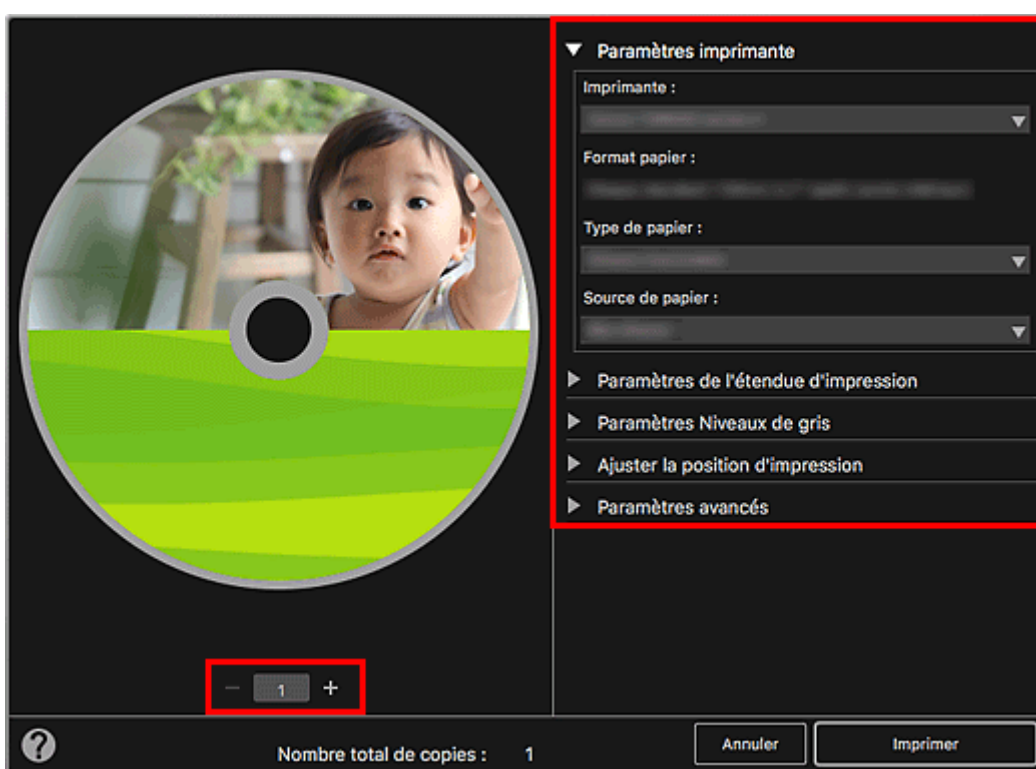 Paramètres imprimante
Imprimante :
Format papier :
Type de papier :
Source de papier :
Paramètres de l'étendue d'impression
Paramètres Niveaux de gris
Ajuster la position d'impression
Paramètres avancés
− 1 +
? Nombre total de copies : 1 Annuler Imprimer